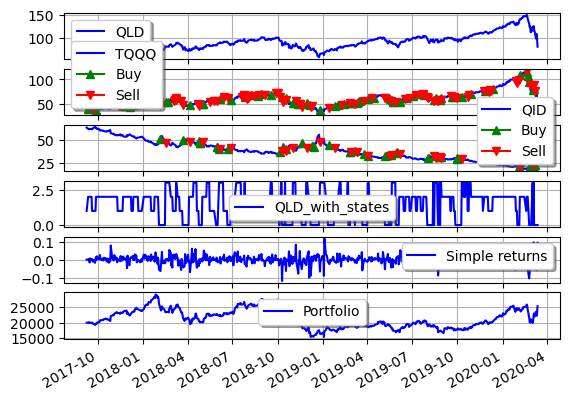 150
100
QLD
100
50
TQQQ
Buy
Sell
50
25
QID
Buy
Sell
2.5
0.0
QLD_with_states
0.1
0.0
-0.1
Simple returns
25000
20000
15000
Portfolio
2017-10
2018-01
2018-04
2018-07
2018-10
2019-01
2019-04
2019-07
2019-10
2020-01
2020-04